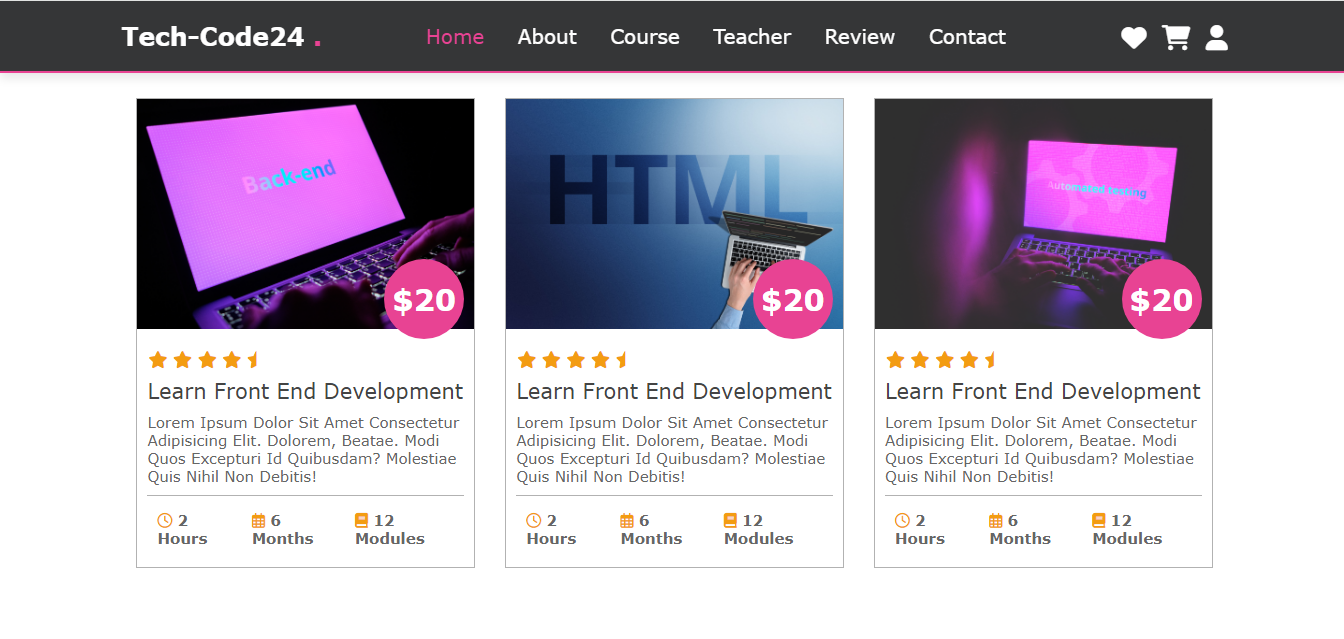 Tech-Code24 .
Home About Course Teacher Review Contact
Back-end
$20
Learn Front End Development
Lorem Ipsum Dolor Sit Amet Consectetur
Adipisicing Elit. Dolorem, Beatae. Modi
Quos Excepturi Id Quibusdam? Molestiae
Quis Nihil Non Debitis!
2 Hours
6 Months
12 Modules
HTML
$20
Learn Front End Development
Lorem Ipsum Dolor Sit Amet Consectetur
Adipisicing Elit. Dolorem, Beatae. Modi
Quos Excepturi Id Quibusdam? Molestiae
Quis Nihil Non Debitis!
2 Hours
6 Months
12 Modules
Automated testing
$20
Learn Front End Development
Lorem Ipsum Dolor Sit Amet Consectetur
Adipisicing Elit. Dolorem, Beatae. Modi
Quos Excepturi Id Quibusdam? Molestiae
Quis Nihil Non Debitis!
2 Hours
6 Months
12 Modules